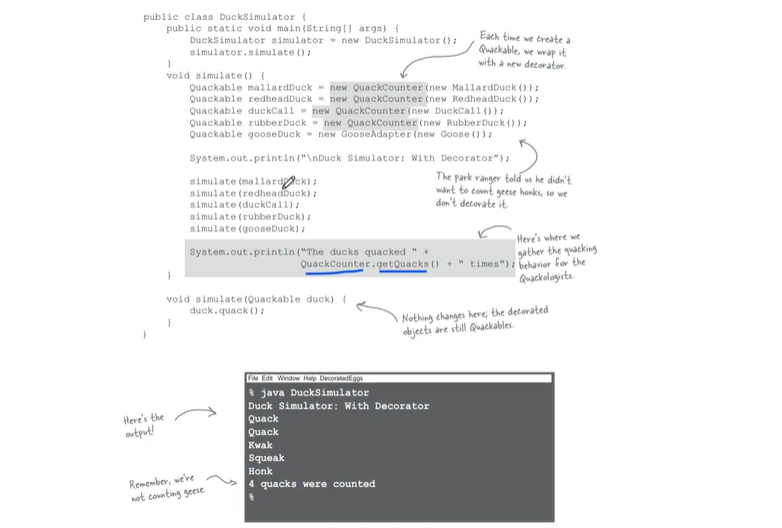 public class DuckSimulator {
public static void main(String[] args) {
DuckSimulator simulator = new DuckSimulator();
simulator.simulate();
}
void simulate() {
Quackable mallardDuck = new QuackCounter(new MallardDuck());
Quackable redheadDuck = new QuackCounter(new RedheadDuck());
Quackable duckCall = new QuackCounter(new DuckCall());
Quackable rubberDuck = new QuackCounter(new RubberDuck());
Quackable gooseDuck = new GooseAdapter(new Goose());
Each time we create a
Quackable, we wrap it
with a new decorator.
System.out.println("\nDuck Simulator: With Decorator");
The park ranger told us he didn't
want to count geese honks, so we
don't decorate it.
simulate(mallardDuck);
simulate(redheadDuck);
simulate(duckCall);
simulate(rubberDuck);
simulate(gooseDuck);
System.out.println("The ducks quacked " +
QuackCounter.getQuacks() + " times");
}
Here's where we
gather the quacking
behavior for the
Quackologists.
void simulate(Quackable duck) {
duck.quack();
}
}
Nothing changes here; the decorated
objects are still Quackables.
File Edit Window Help DecoratedEggs
% java DuckSimulator
Duck Simulator: With Decorator
Quack
Quack
Kwak
Squeak
Honk
4 quacks were counted
%
Here's the
output!
Remember, we're
not counting geese.